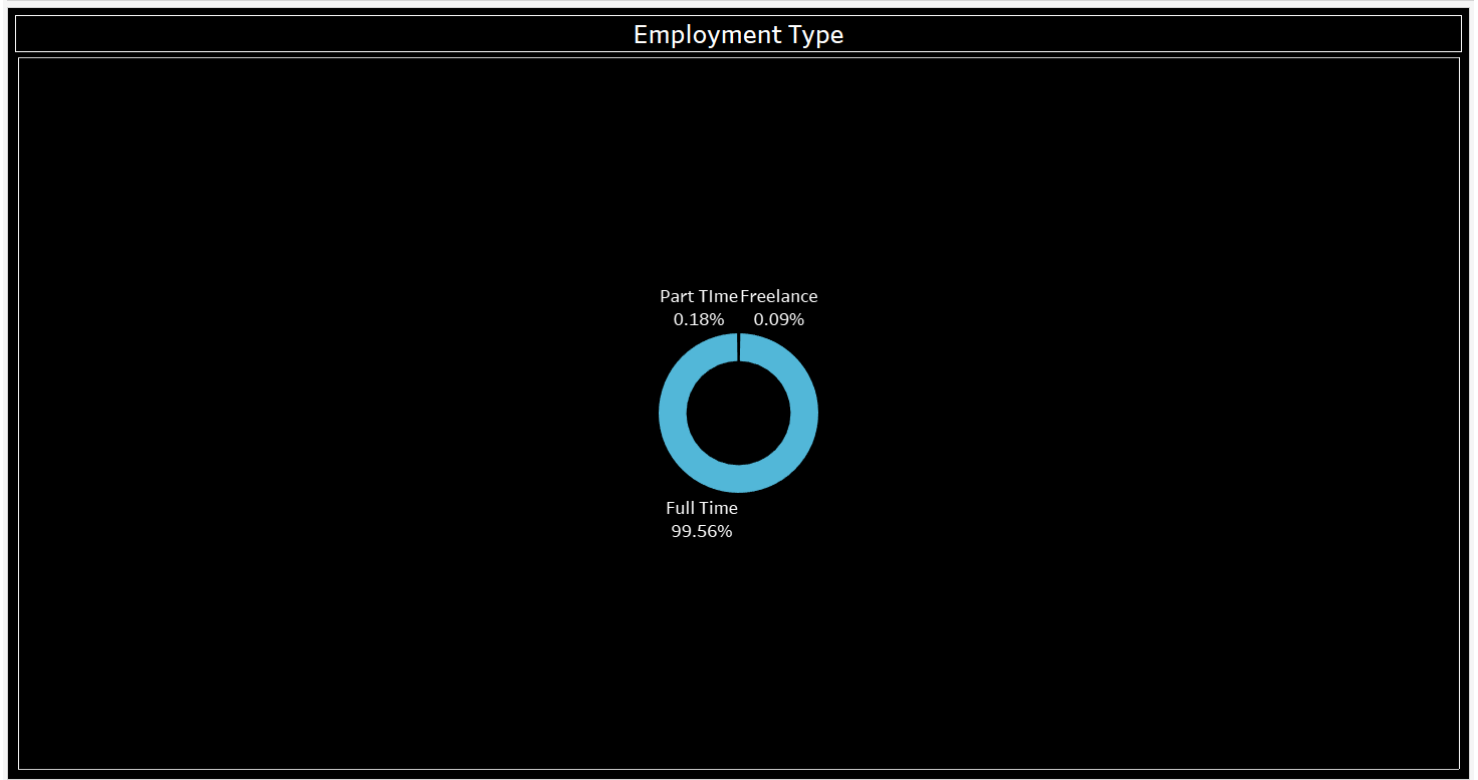 Employment Type
Part TIme Freelance
0.18% 0.09%
Full Time
99.56%